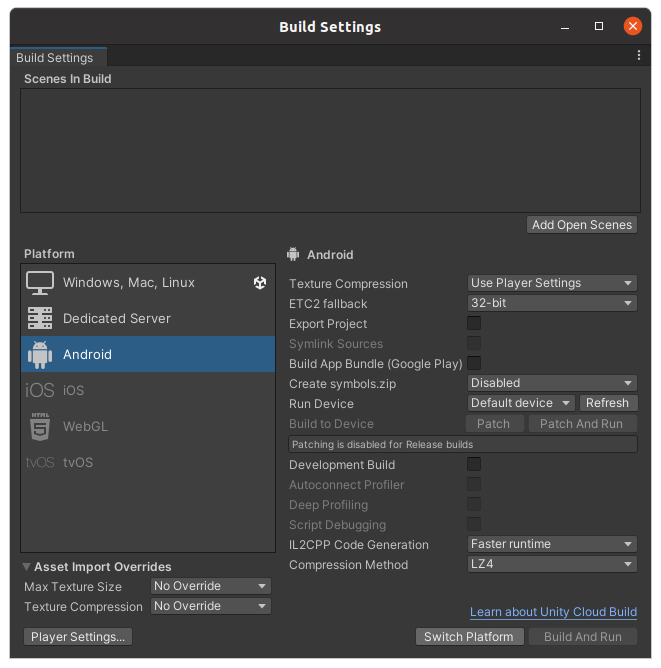 Build Settings
Build Settings
Scenes In Build
Add Open Scenes
Platform
Windows, Mac, Linux
Dedicated Server
Android
iOS iOS
HTML 5 WebGL
tvOS tvOS
Android
Texture Compression Use Player Settings
ETC2 fallback 32-bit
Export Project
Symlink Sources
Build App Bundle (Google Play)
Create symbols.zip Disabled
Run Device Default device Refresh
Build to Device Patch Patch And Run
Patching is disabled for Release builds
Development Build
Autoconnect Profiler
Deep Profiling
Script Debugging
IL2CPP Code Generation Faster runtime
Compression Method LZ4
Asset Import Overrides
Max Texture Size No Override
Texture Compression No Override
Learn about Unity Cloud Build
Player Settings... Switch Platform Build And Run